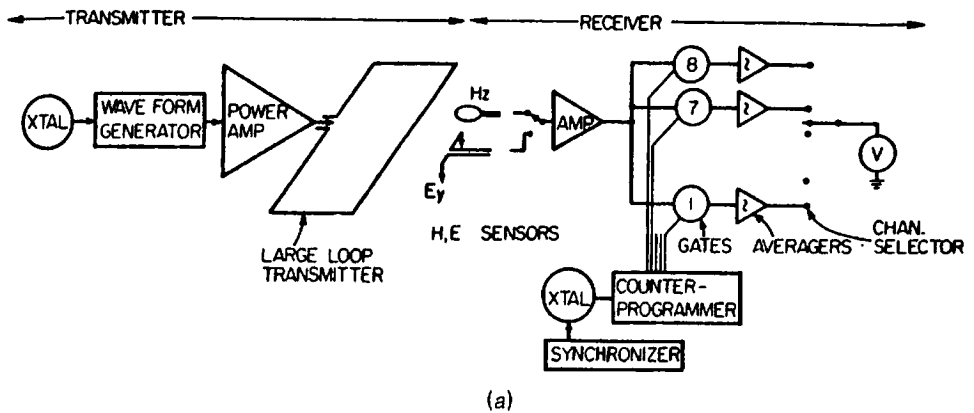 TRANSMITTER
RECEIVER
XTAL
WAVE FORM
GENERATOR
POWER
AMP
LARGE LOOP
TRANSMITTER
Hz
Ey
H,E SENSORS
AMP
8
7
1
GATES
AVERAGERS
CHAN.
SELECTOR
V
XTAL
COUNTER-
PROGRAMMER
SYNCHRONIZER
(a)